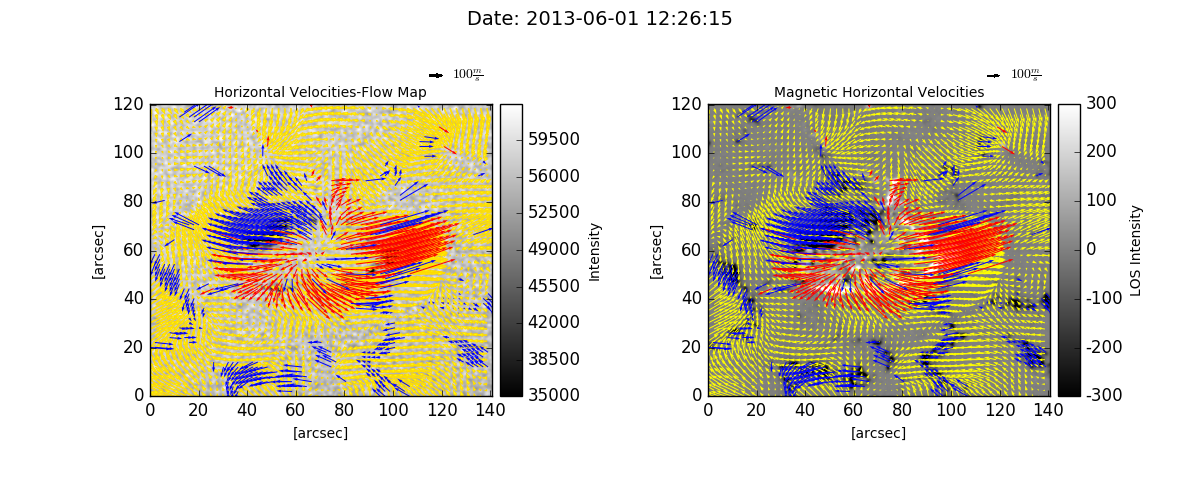 Date: 2013-06-01 12:26:15
100 m/s
100 m/s
Horizontal Velocities-Flow Map
Magnetic Horizontal Velocities
120
100
80
60
40
20
0
0 20 40 60 80 100 120 140
[arcsec]
[arcsec]
59500
56000
52500
49000
45500
42000
38500
35000
Intensity
120
100
80
60
40
20
0
0 20 40 60 80 100 120 140
[arcsec]
[arcsec]
300
200
100
0
-100
-200
-300
LOS Intensity